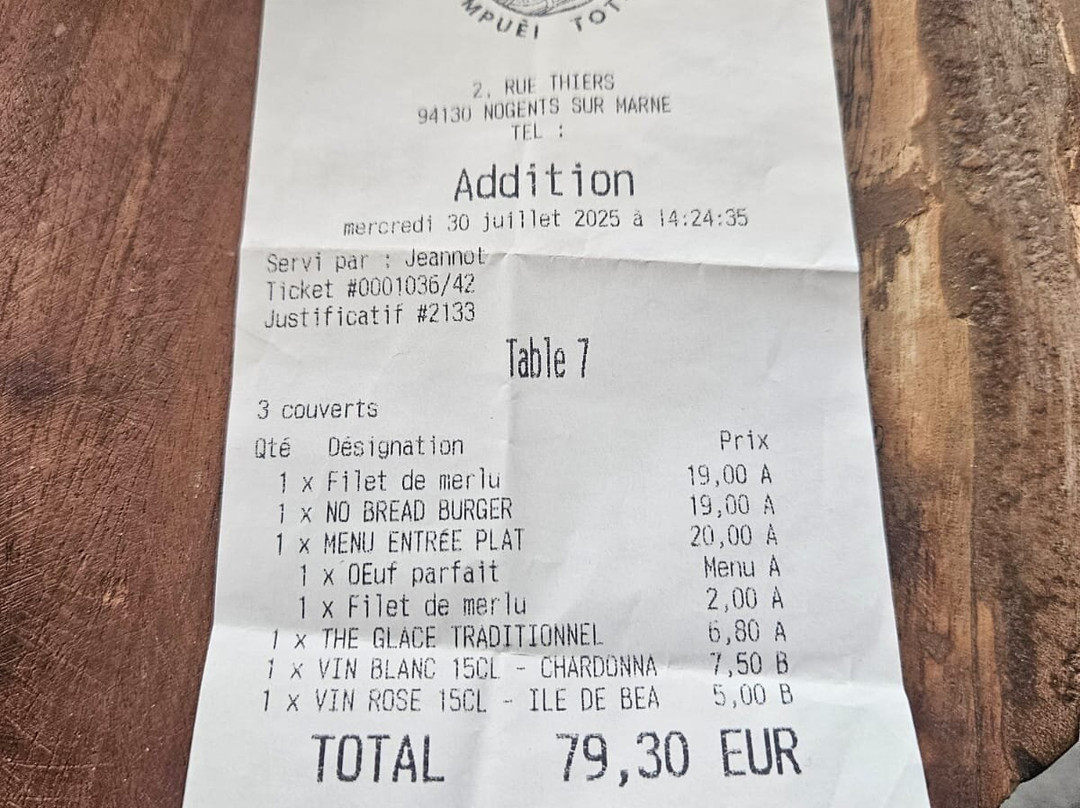 2, RUE THIERS
94130 NOGENTS SUR MARNE
TEL :
Addition
mercredi 30 juillet 2025 à 14:24:35
Servi par : Jeannot
Ticket #0001036/42
Justificatif #2133
Table 7
3 couverts
Qté Désignation Prix
1 x Filet de merlu 19,00 A
1 x NO BREAD BURGER 19,00 A
1 x MENU ENTRÉE PLAT 20,00 A
1 x OEuf parfait Menu A
1 x Filet de merlu 2,00 A
1 x THE GLACE TRADITIONNEL 6,80 A
1 x VIN BLANC 15CL - CHARDONNA 7,50 B
1 x VIN ROSE 15CL - ILE DE BEA 5,00 B
TOTAL 79,30 EUR